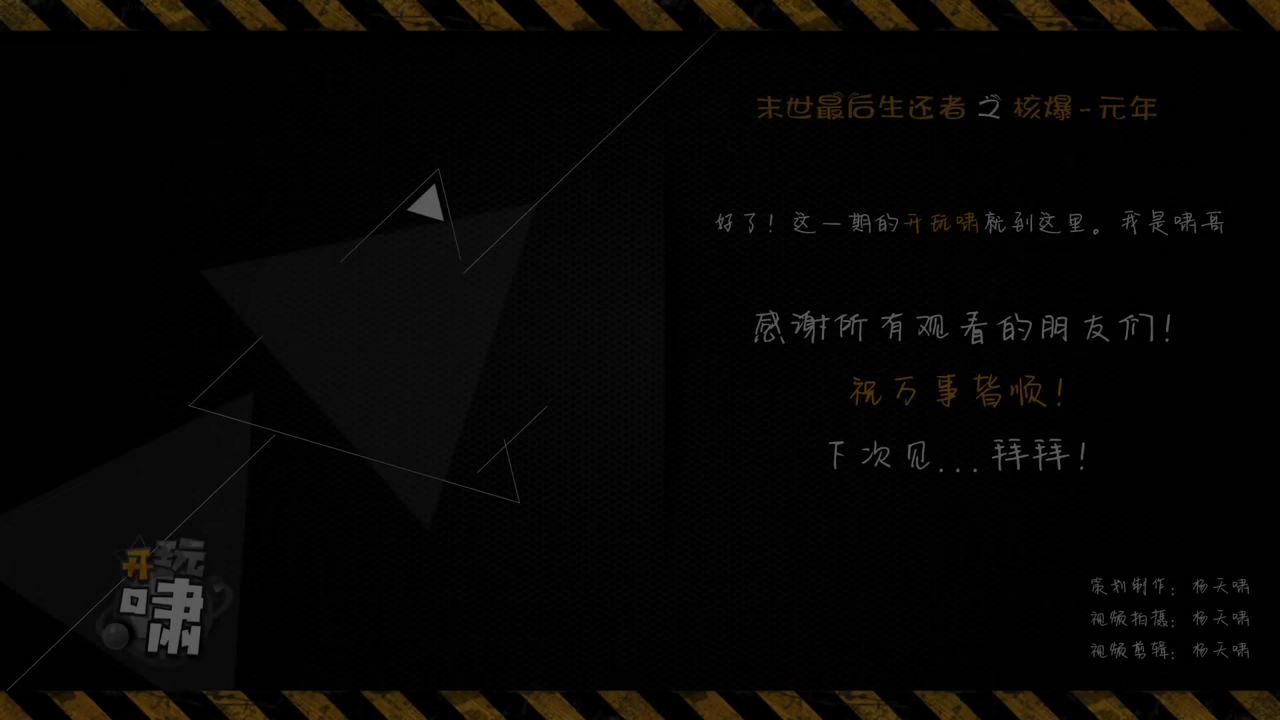 末世最后生还者 之 核爆-元年
好了！这一期的开玩啸就到这里。我是啸哥
感谢所有观看的朋友们！
祝万事皆顺！
下次见...拜拜！
开玩啸
策划制作：杨天啸
视频拍摄：杨天啸
视频剪辑：杨天啸